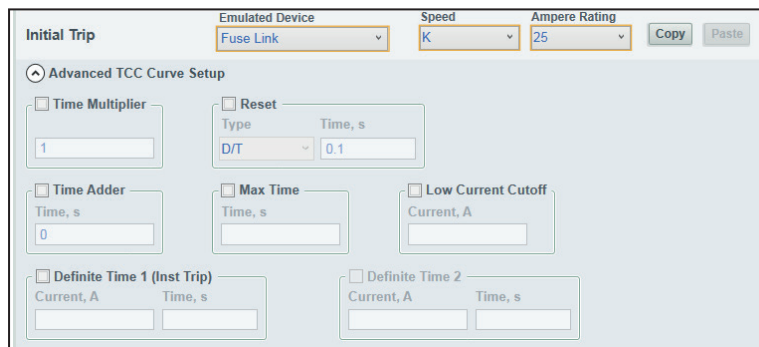 Emulated Device Speed Ampere Rating
Initial Trip Fuse Link K 25 Copy Paste
Advanced TCC Curve Setup
Time Multiplier Reset
Type Time, s
1 D/T 0.1
Time Adder Max Time Low Current Cutoff
Time, s Time, s Current, A
0
Definite Time 1 (Inst Trip) Definite Time 2
Current, A Time, s Current, A Time, s